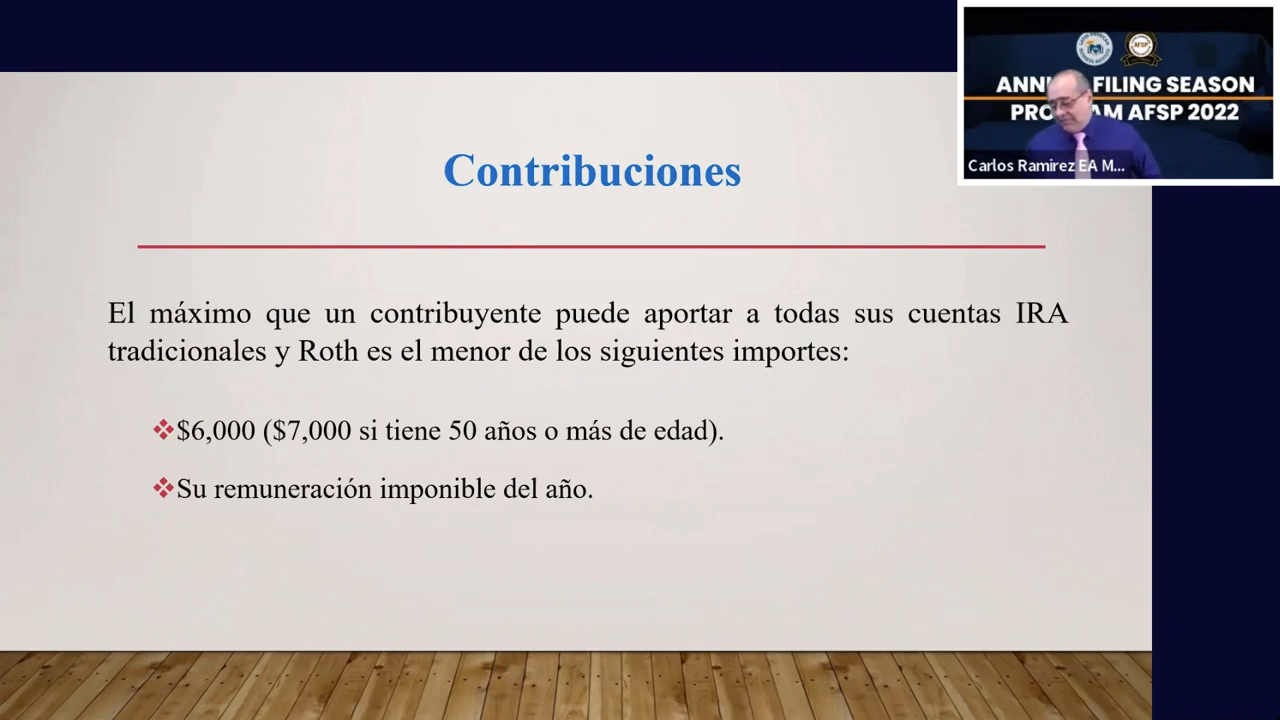 Contribuciones
El máximo que un contribuyente puede aportar a todas sus cuentas IRA
tradicionales y Roth es el menor de los siguientes importes:
❖$6,000 ($7,000 si tiene 50 años o más de edad).
❖Su remuneración imponible del año.
AFSP
FILING SEASON
AM AFSP 2022
Carlos Ramirez EA M...